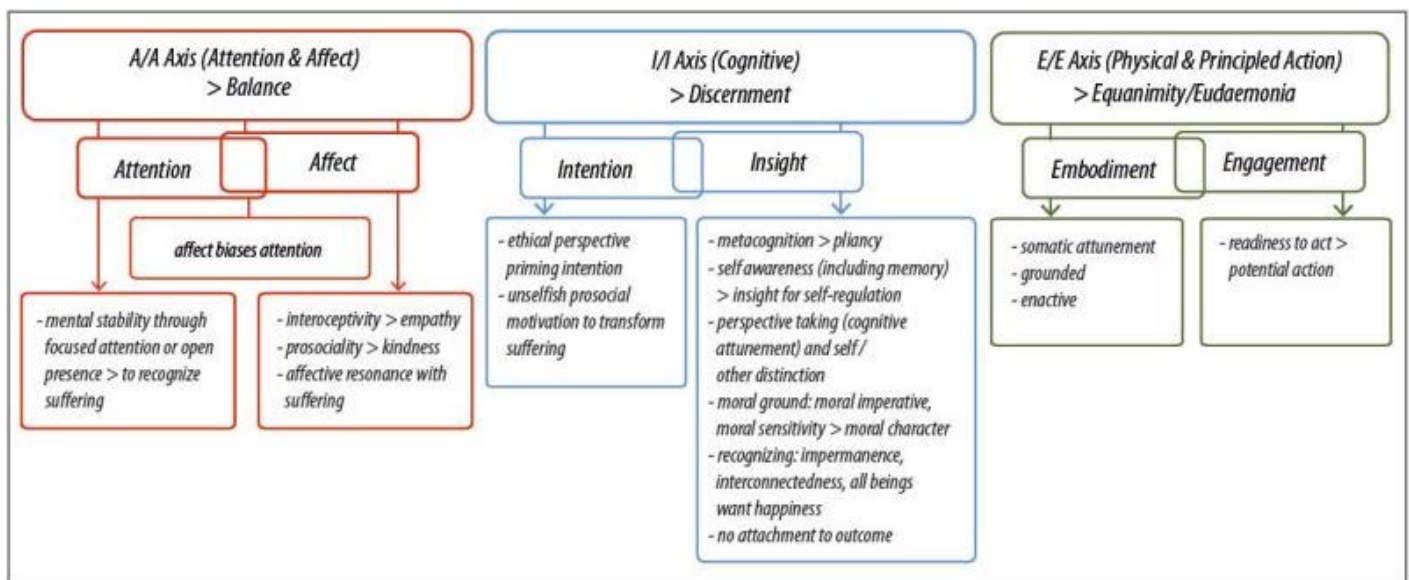 A/A Axis (Attention & Affect)
> Balance
Attention
Affect
affect biases attention
- mental stability through
focused attention or open
presence > to recognize
suffering
- interoceptivity > empathy
- prosociality > kindness
- affective resonance with
suffering
I/I Axis (Cognitive)
> Discernment
Intention
Insight
- ethical perspective
priming intention
- unselfish prosocial
motivation to transform
suffering
- metacognition > pliancy
- self awareness (including memory)
> insight for self-regulation
- perspective taking (cognitive
attunement) and self /
other distinction
- moral ground: moral imperative,
moral sensitivity > moral character
- recognizing: impermanence,
interconnectedness, all beings
want happiness
- no attachment to outcome
E/E Axis (Physical & Principled Action)
> Equanimity/Eudaemonia
Embodiment
Engagement
- somatic attunement
- grounded
- enactive
- readiness to act >
potential action